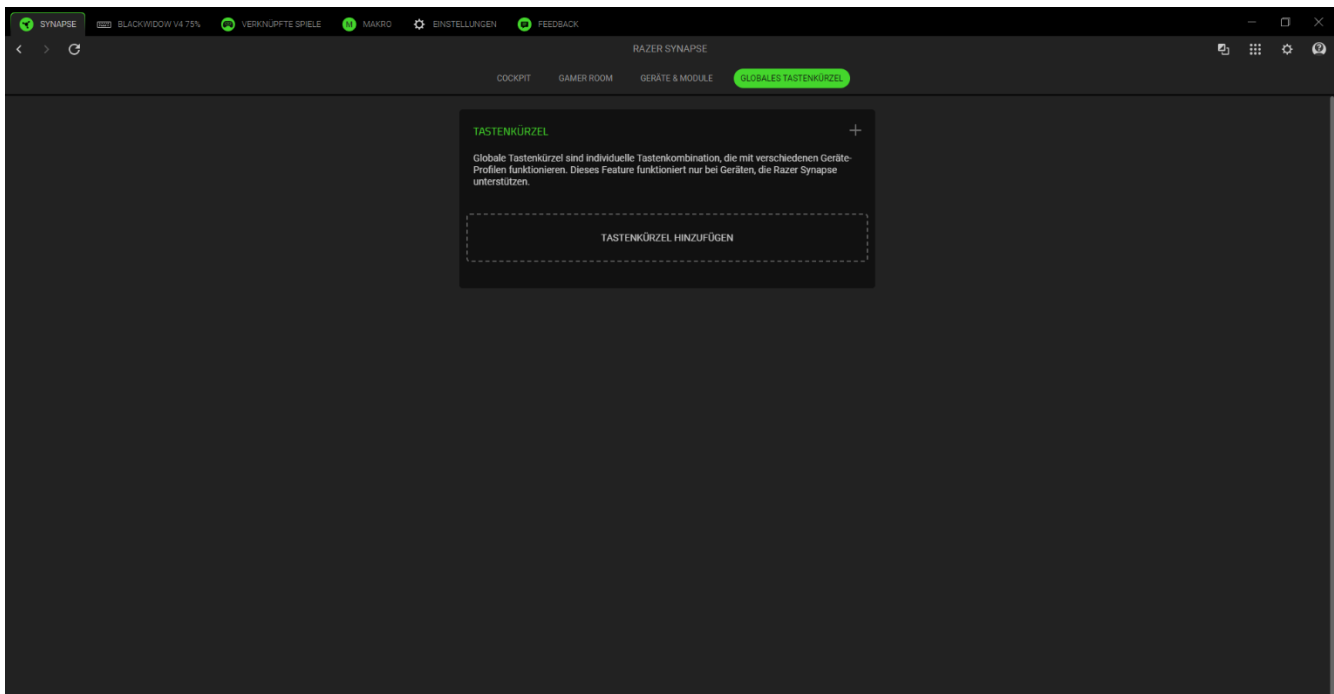 SYNAPSE
BLACKWIDOW V4 75%
VERKNÜPFTE SPIELE
M MAKRO
EINSTELLUNGEN
FEEDBACK
RAZER SYNAPSE
COCKPIT
GAMER ROOM
GERÄTE & MODULE
GLOBALES TASTENKÜRZEL
TASTENKÜRZEL
Globale Tastenkürzel sind individuelle Tastenkombination, die mit verschiedenen Geräte-
Profilen funktionieren. Dieses Feature funktioniert nur bei Geräten, die Razer Synapse
unterstützen.
TASTENKÜRZEL HINZUFÜGEN